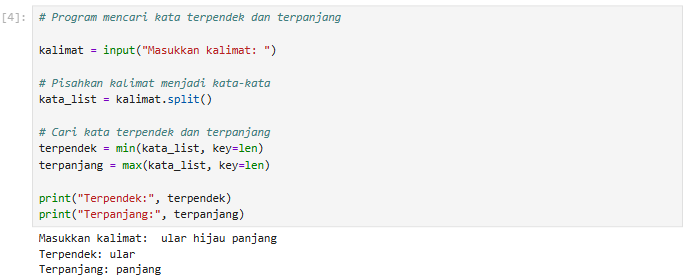 [4]: # Program mencari kata terpendek dan terpanjang
kalimat = input("Masukkan kalimat: ")
# Pisahkan kalimat menjadi kata-kata
kata_list = kalimat.split()
# Cari kata terpendek dan terpanjang
terpendek = min(kata_list, key=len)
terpanjang = max(kata_list, key=len)
print("Terpendek:", terpendek)
print("Terpanjang:", terpanjang)
Masukkan kalimat:  ular hijau panjang
Terpendek: ular
Terpanjang: panjang